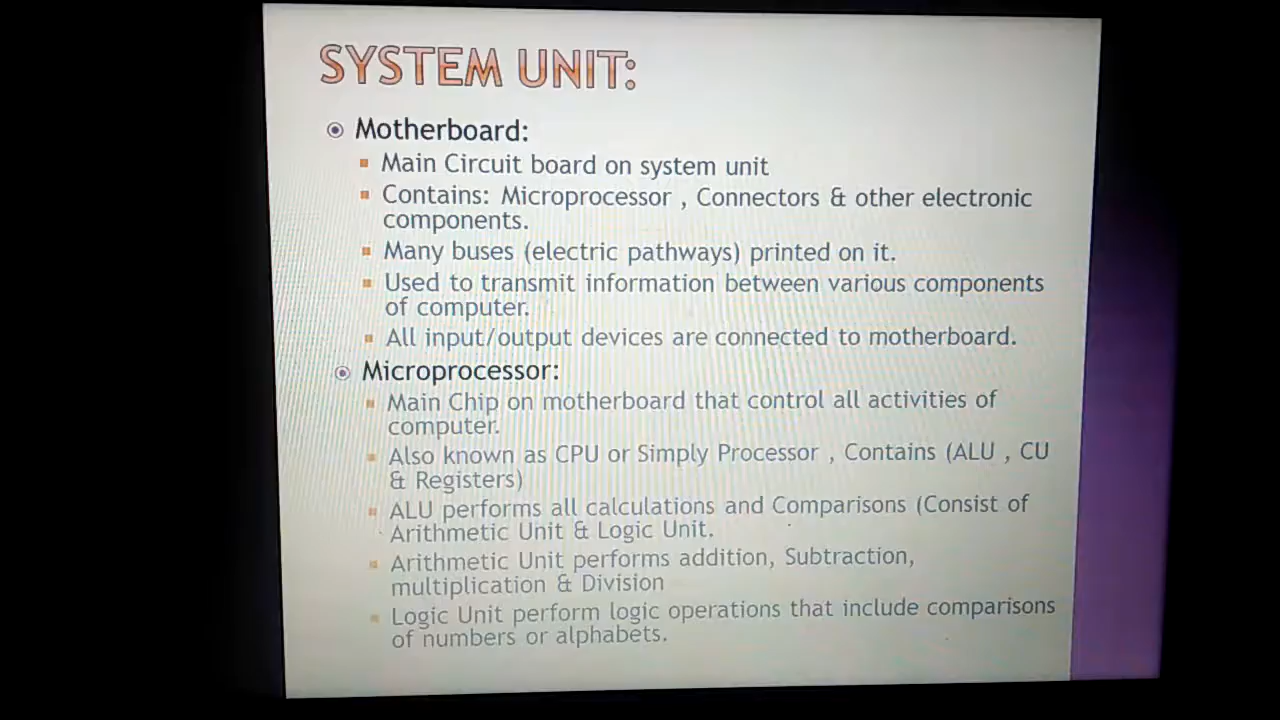 SYSTEM UNIT:
Motherboard:
Main Circuit board on system unit
Contains: Microprocessor , Connectors & other electronic
components.
Many buses (electric pathways) printed on it.
Used to transmit information between various components
of computer.
All input/output devices are connected to motherboard.
Microprocessor:
Main Chip on motherboard that control all activities of
computer.
Also known as CPU or Simply Processor , Contains (ALU , CU
& Registers)
ALU performs all calculations and Comparisons (Consist of
Arithmetic Unit & Logic Unit.
Arithmetic Unit performs addition, Subtraction,
multiplication & Division
Logic Unit perform logic operations that include comparisons
of numbers or alphabets.